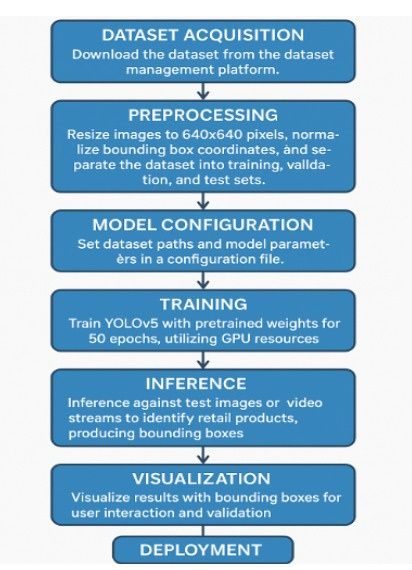 DATASET ACQUISITION
Download the dataset from the dataset
management platform.
PREPROCESSING
Resize images to 640x640 pixels, norma-
lize bounding box coordinates, and se-
parate the dataset into training, vallda-
tion, and test sets.
MODEL CONFIGURATION
Set dataset paths and model paramet-
èrs in a configuration file.
TRAINING
Train YOLOv5 with pretrained weights for
50 epochs, utilizing GPU resources
INFERENCE
Inference against test images or video
streams to identify retail products,
producing bounding boxes
VISUALIZATION
Visualize results with bounding boxes for
user interaction and validation
DEPLOYMENT